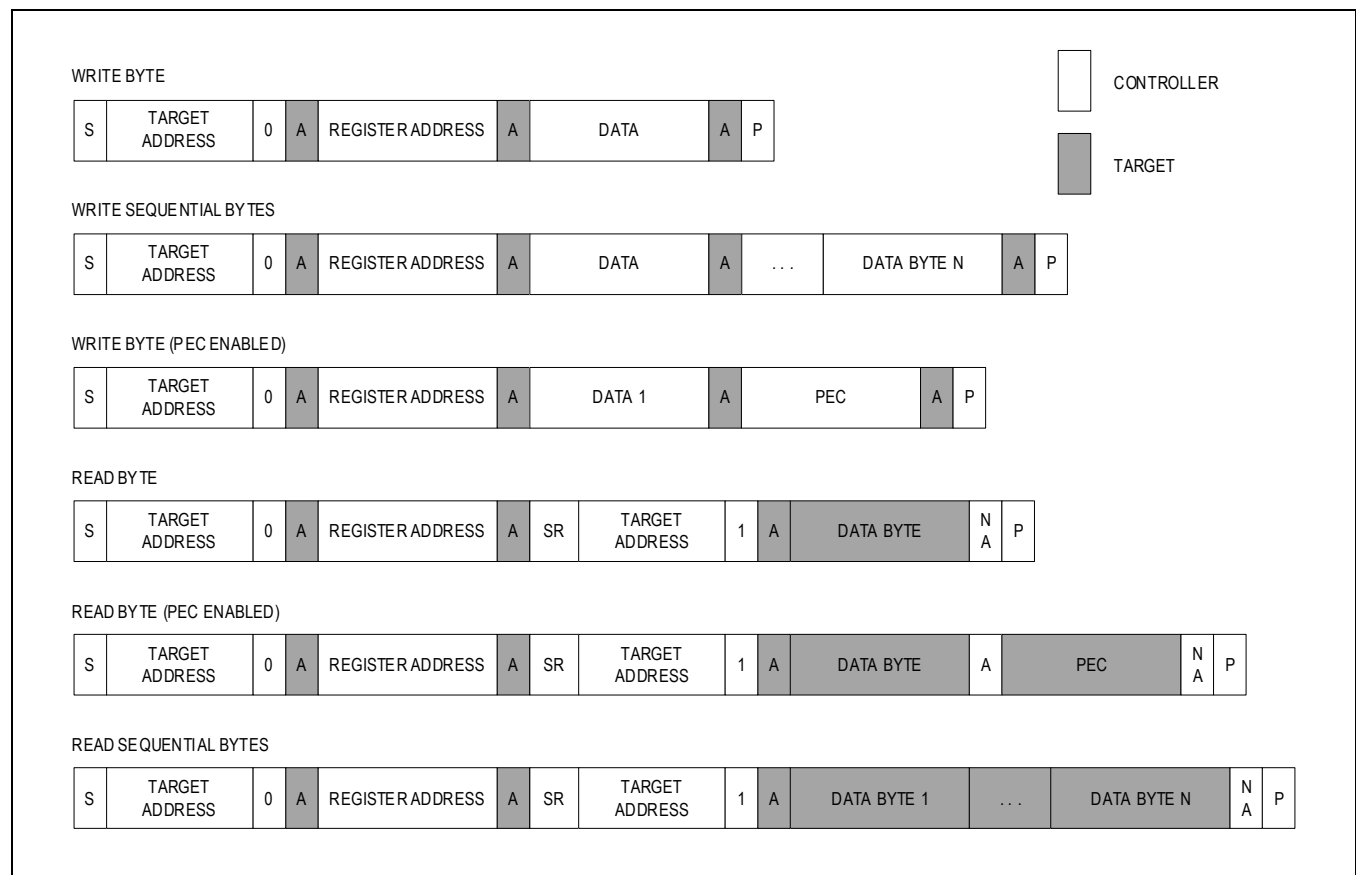 WRITE BYTE
S TARGET ADDRESS 0 A REGISTER ADDRESS A DATA A P
CONTROLLER
TARGET
WRITE SEQUENTIAL BYTES
S TARGET ADDRESS 0 A REGISTER ADDRESS A DATA A ... DATA BYTE N A P
WRITE BYTE (PEC ENABLED)
S TARGET ADDRESS 0 A REGISTER ADDRESS A DATA 1 A PEC A P
READ BYTE
S TARGET ADDRESS 0 A REGISTER ADDRESS A SR TARGET ADDRESS 1 A DATA BYTE NA P
READ BYTE (PEC ENABLED)
S TARGET ADDRESS 0 A REGISTER ADDRESS A SR TARGET ADDRESS 1 A DATA BYTE A PEC NA P
READ SEQUENTIAL BYTES
S TARGET ADDRESS 0 A REGISTER ADDRESS A SR TARGET ADDRESS 1 A DATA BYTE 1 ... DATA BYTE N NA P